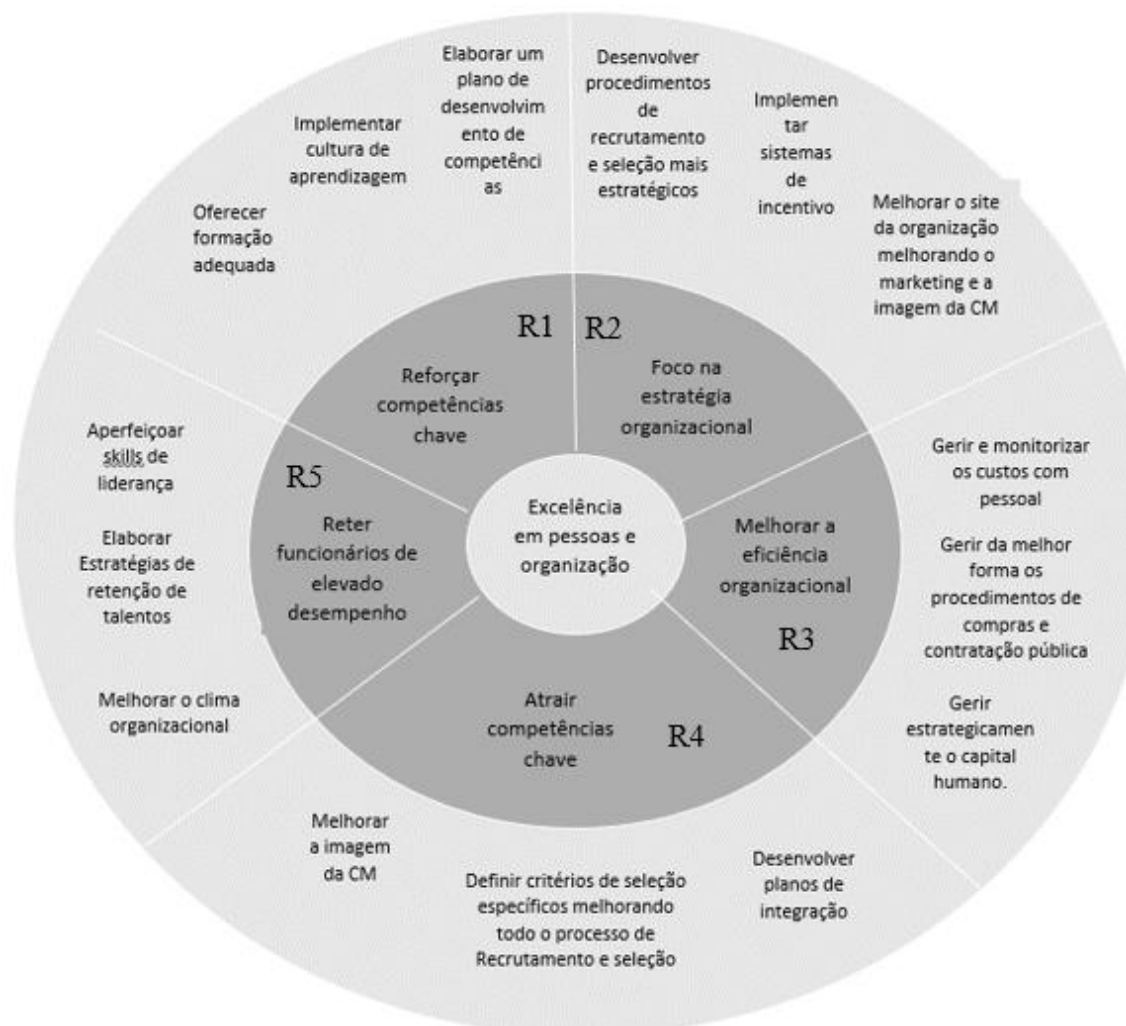 Elaborar um
plano de
desenvolvim
ento de
competênci
as
Implementar
cultura de
aprendizagem
Oferecer
formação
adequada
Desenvolver
procedimentos
de
recrutamento
e seleção mais
estratégicos
Implemen
tar
sistemas
de
incentivo
Melhorar o site
da organização
melhorando o
marketing e a
imagem da CM
R1
Reforçar
competências
chave
R2
Foco na
estratégia
organizacional
Aperfeiçoar
skills de
liderança
Elaborar
Estratégias de
retenção de
talentos
Melhorar o clima
organizacional
R5
Reter
funcionários de
elevado
desempenho
Excelência
em pessoas e
organização
Melhorar a
eficiência
organizacional
R3
Gerir e monitorizar
os custos com
pessoal
Gerir da melhor
forma os
procedimentos de
compras e
contratação pública
Gerir
estrategicamen
te o capital
humano.
Atrair
competências
chave
R4
Melhorar
a imagem
da CM
Definir critérios de seleção
específicos melhorando
todo o processo de
Recrutamento e seleção
Desenvolver
planos de
integração